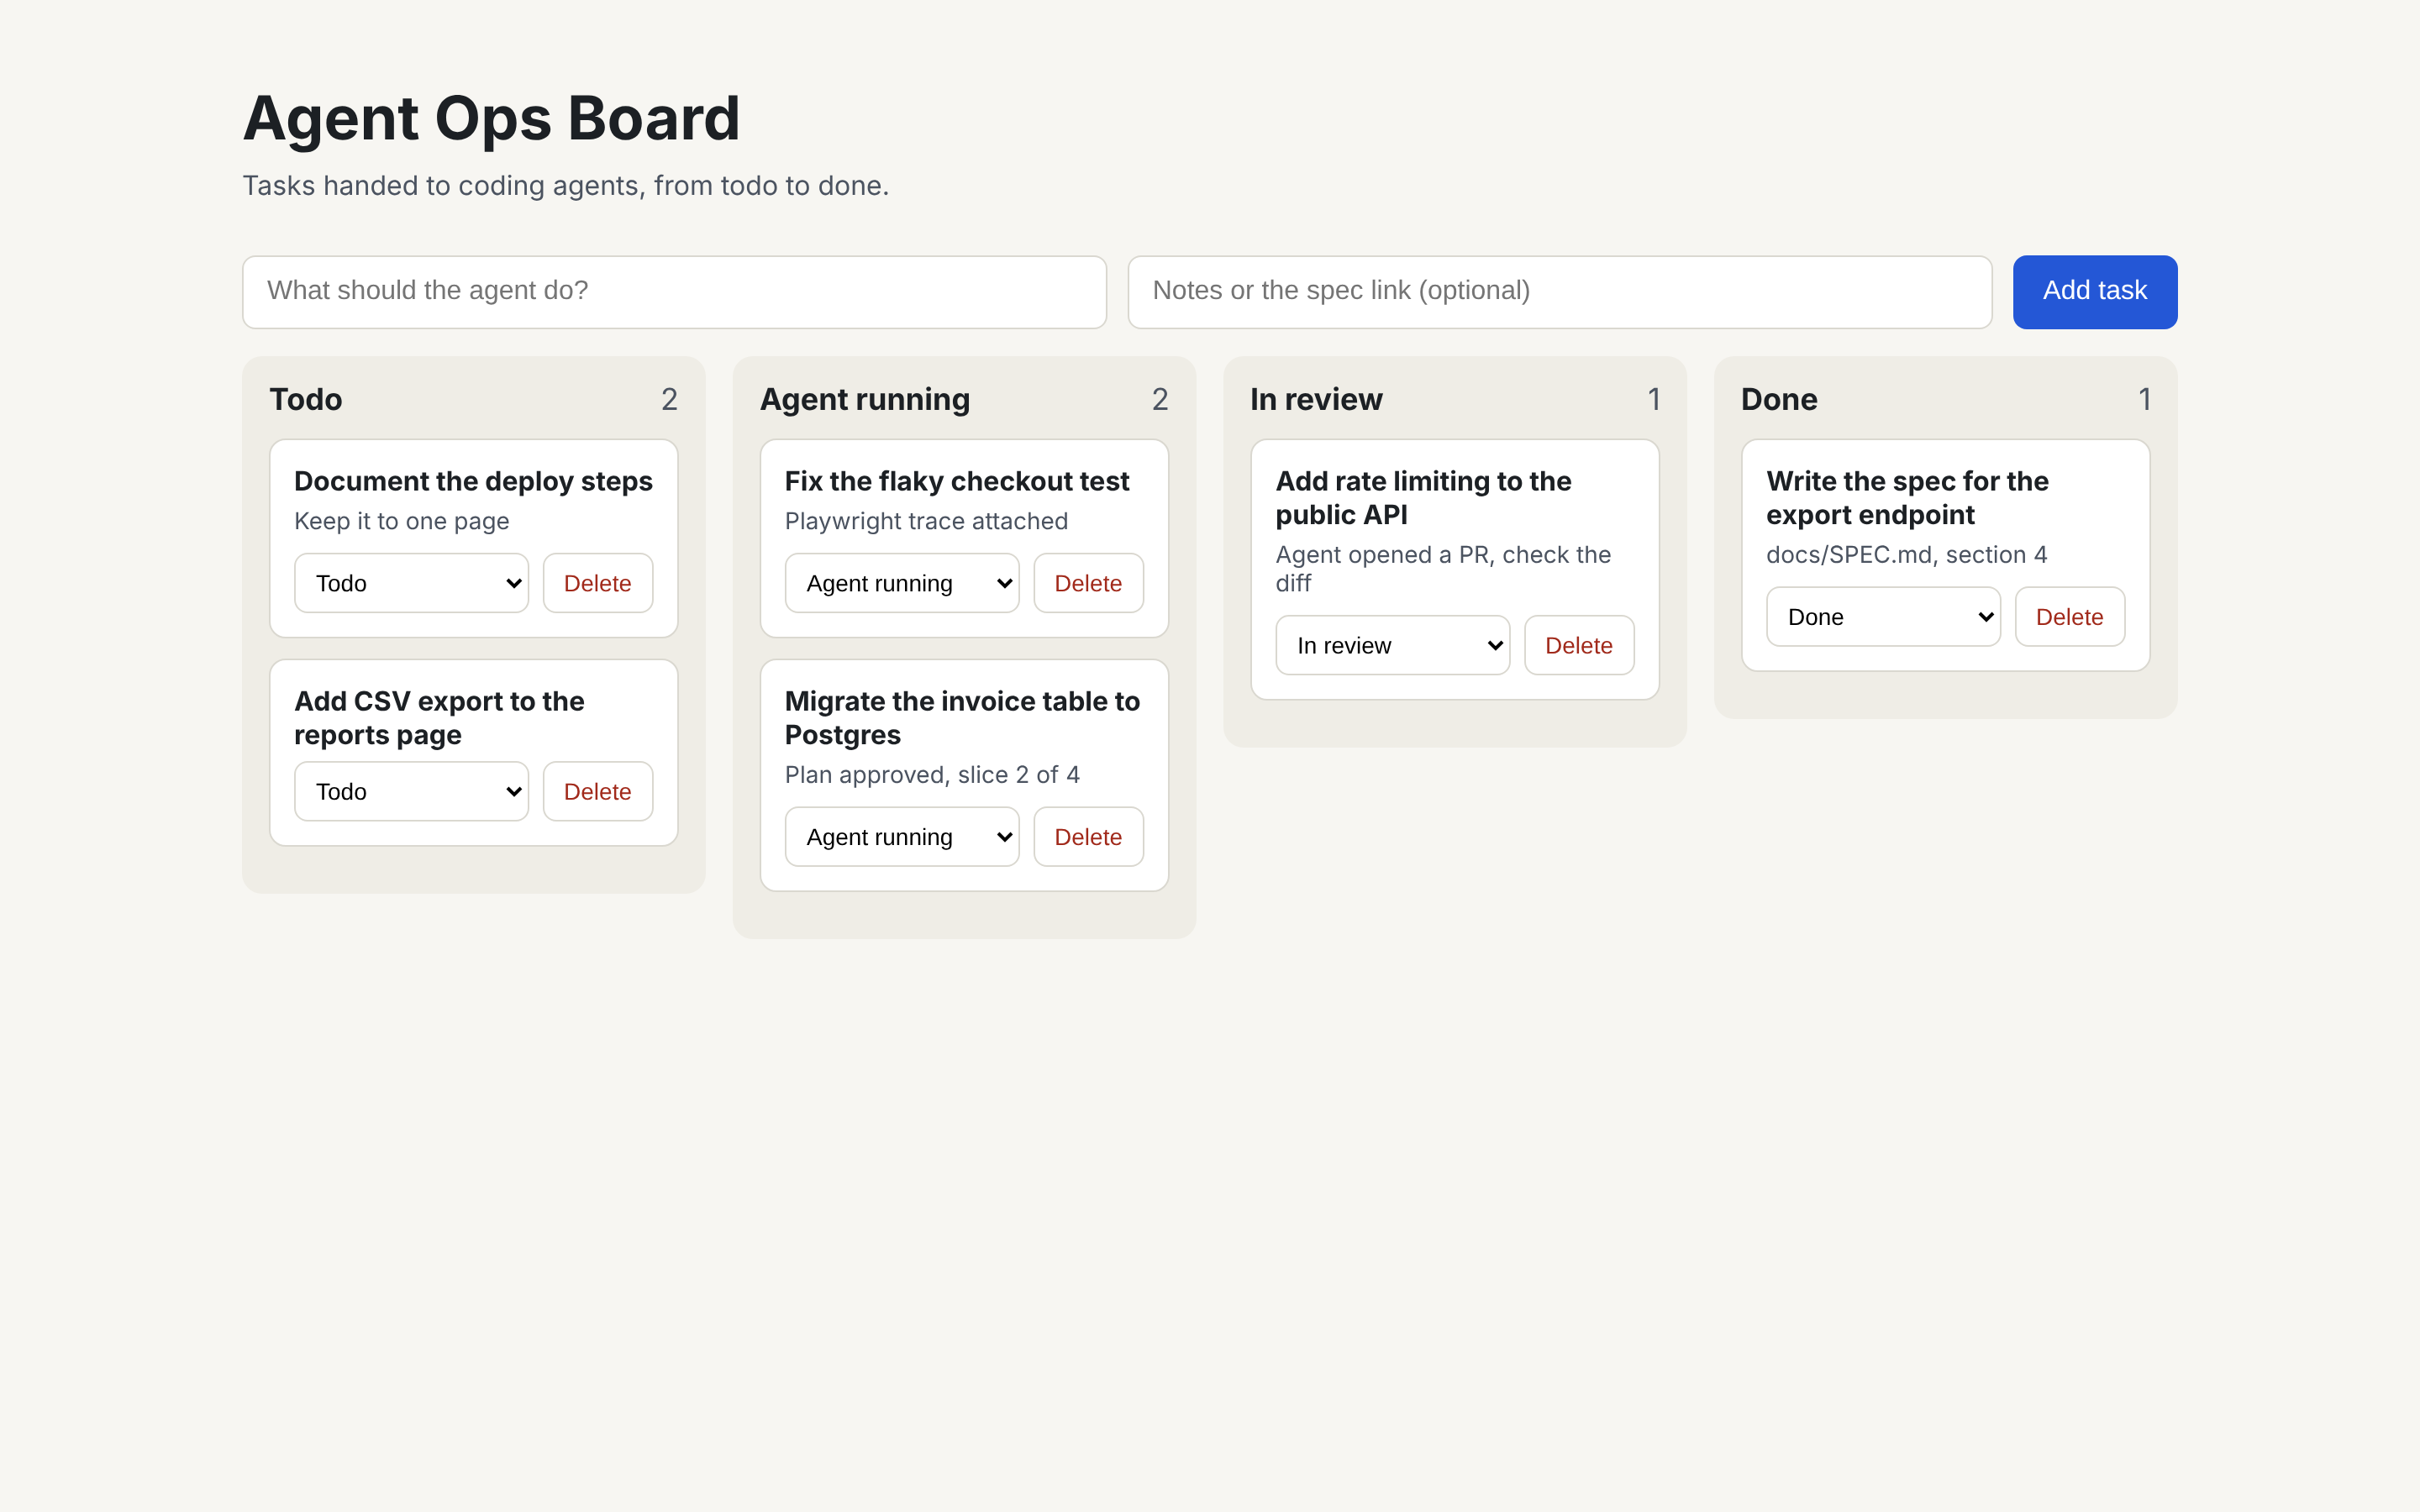 Agent Ops Board
Tasks handed to coding agents, from todo to done.
What should the agent do?
Notes or the spec link (optional)
Add task
Todo 2
Document the deploy steps
Keep it to one page
Todo Delete
Add CSV export to the
reports page
Todo Delete
Agent running 2
Fix the flaky checkout test
Playwright trace attached
Agent running Delete
Migrate the invoice table to
Postgres
Plan approved, slice 2 of 4
Agent running Delete
In review 1
Add rate limiting to the
public API
Agent opened a PR, check the
diff
In review Delete
Done 1
Write the spec for the
export endpoint
docs/SPEC.md, section 4
Done Delete